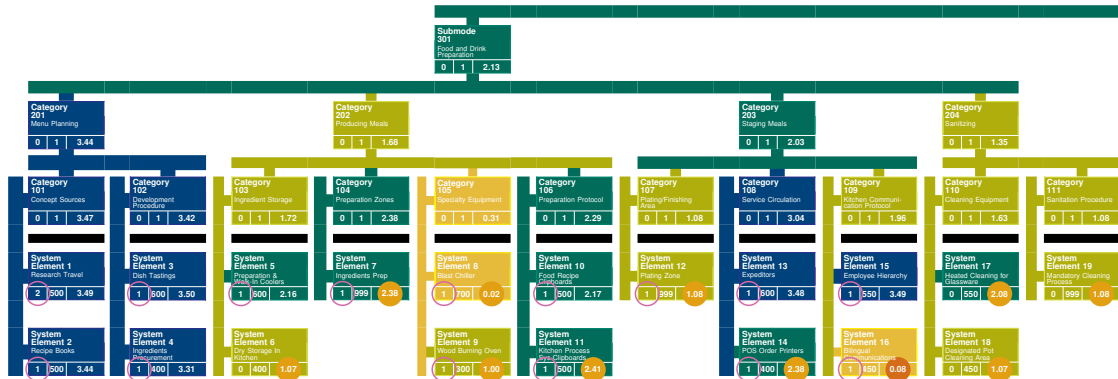 Submode
301
Food and Drink
Preparation
0 1 2.13
Category
201
Menu Planning
0 1 3.44
Category
202
Producing Meals
0 1 1.68
Category
203
Staging Meals
0 1 2.03
Category
204
Sanitizing
0 1 1.35
Category
101
Concept Sources
0 1 3.47
Category
102
Development
Procedure
0 1 3.42
Category
103
Ingredient Storage
0 1 1.72
Category
104
Preparation Zones
0 1 2.38
Category
105
Specialty Equipment
0 1 0.31
Category
106
Preparation Protocol
0 1 2.29
Category
107
Plating/Finishing
Area
0 1 1.08
Category
108
Service Circulation
0 1 3.04
Category
109
Kitchen Communi-
cation Protocol
0 1 1.96
Category
110
Cleaning Equipment
0 1 1.63
Category
111
Sanitation Procedure
0 1 1.08
System
Element 1
Research Travel
2 500 3.49
System
Element 3
Dish Tastings
1 600 3.50
System
Element 5
Preparation &
Walk-In Coolers
1 600 2.16
System
Element 7
Ingredients Prep
1 999 2.38
System
Element 8
Blast Chiller
1 700 0.02
System
Element 10
Food Recipe
Clipboards
1 500 2.17
System
Element 12
Plating Zone
1 999 1.08
System
Element 13
Expeditors
1 600 3.48
System
Element 15
Employee Hierarchy
1 550 3.49
System
Element 17
Heated Cleaning for
Glassware
0 550 2.08
System
Element 19
Mandatory Cleaning
Process
0 999 1.08
System
Element 2
Recipe Books
1 500 3.44
System
Element 4
Ingredients
Procurement
1 400 3.31
System
Element 6
Dry Storage In
Kitchen
0 400 1.07
System
Element 9
Wood Burning Oven
1 300 1.00
System
Element 11
Kitchen Process
Sys-Clipboards
1 500 2.41
System
Element 14
POS Order Printers
1 400 2.38
System
Element 16
Bilingual
Communications
1 450 0.08
System
Element 18
Designated Pot
Cleaning Area
0 450 1.07